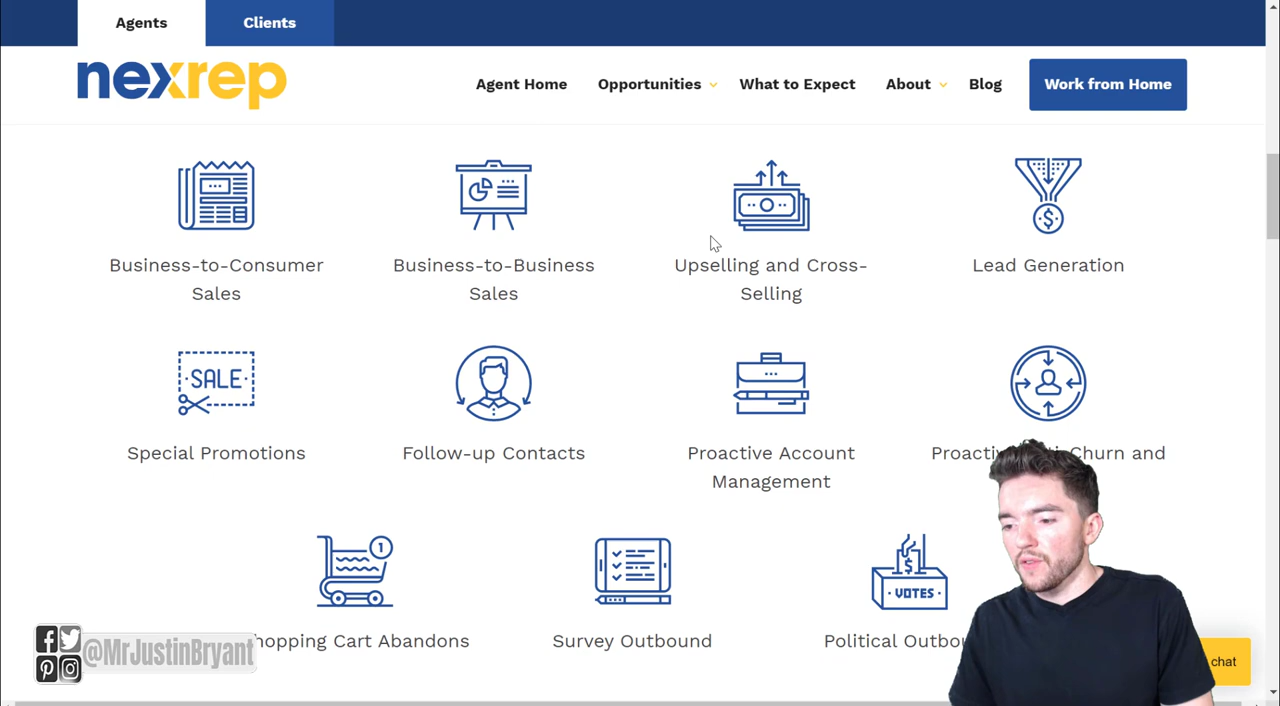 Agents
Clients
nexrep
Agent Home
Opportunities
What to Expect
About
Blog
Work from Home
Business-to-Consumer
Sales
Business-to-Business
Sales
Upselling and Cross-
Selling
Lead Generation
SALE
Special Promotions
Follow-up Contacts
Proactive Account
Management
Churn and
1
Cart Abandons
Survey Outbound
$
VOTES
Political
@MrJustinBryant
chat